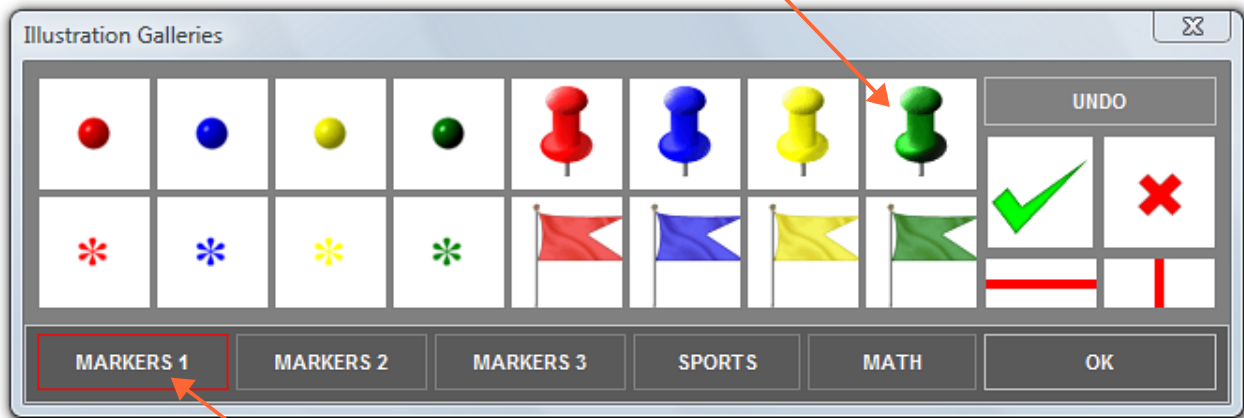 Illustration Galleries
UNDO
MARKERS 1
MARKERS 2
MARKERS 3
SPORTS
MATH
OK